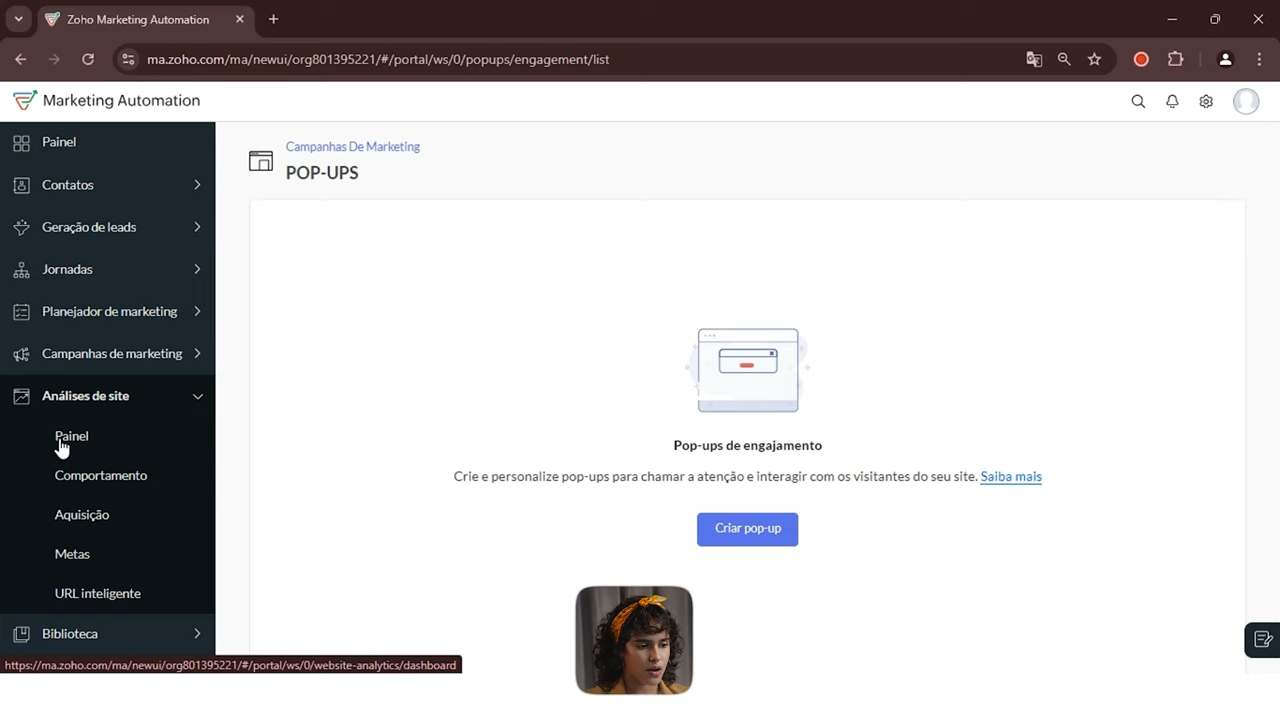 Zoho Marketing Automation
ma.zoho.com/ma/newui/org801395221/#/portal/ws/0/popups/engagement/list
Marketing Automation
Painel
Contatos
Geração de leads
Jornadas
Planejador de marketing
Campanhas de marketing
Análises de site
Painel
Comportamento
Aquisição
Metas
URL inteligente
Biblioteca
https://ma.zoho.com/ma/newui/org801395221/#/portal/ws/0/website-analytics/dashboard
Campanhas De Marketing
POP-UPS
Pop-ups de engajamento
Crie e personalize pop-ups para chamar a atenção e interagir com os visitantes do seu site. Saiba mais
Criar pop-up